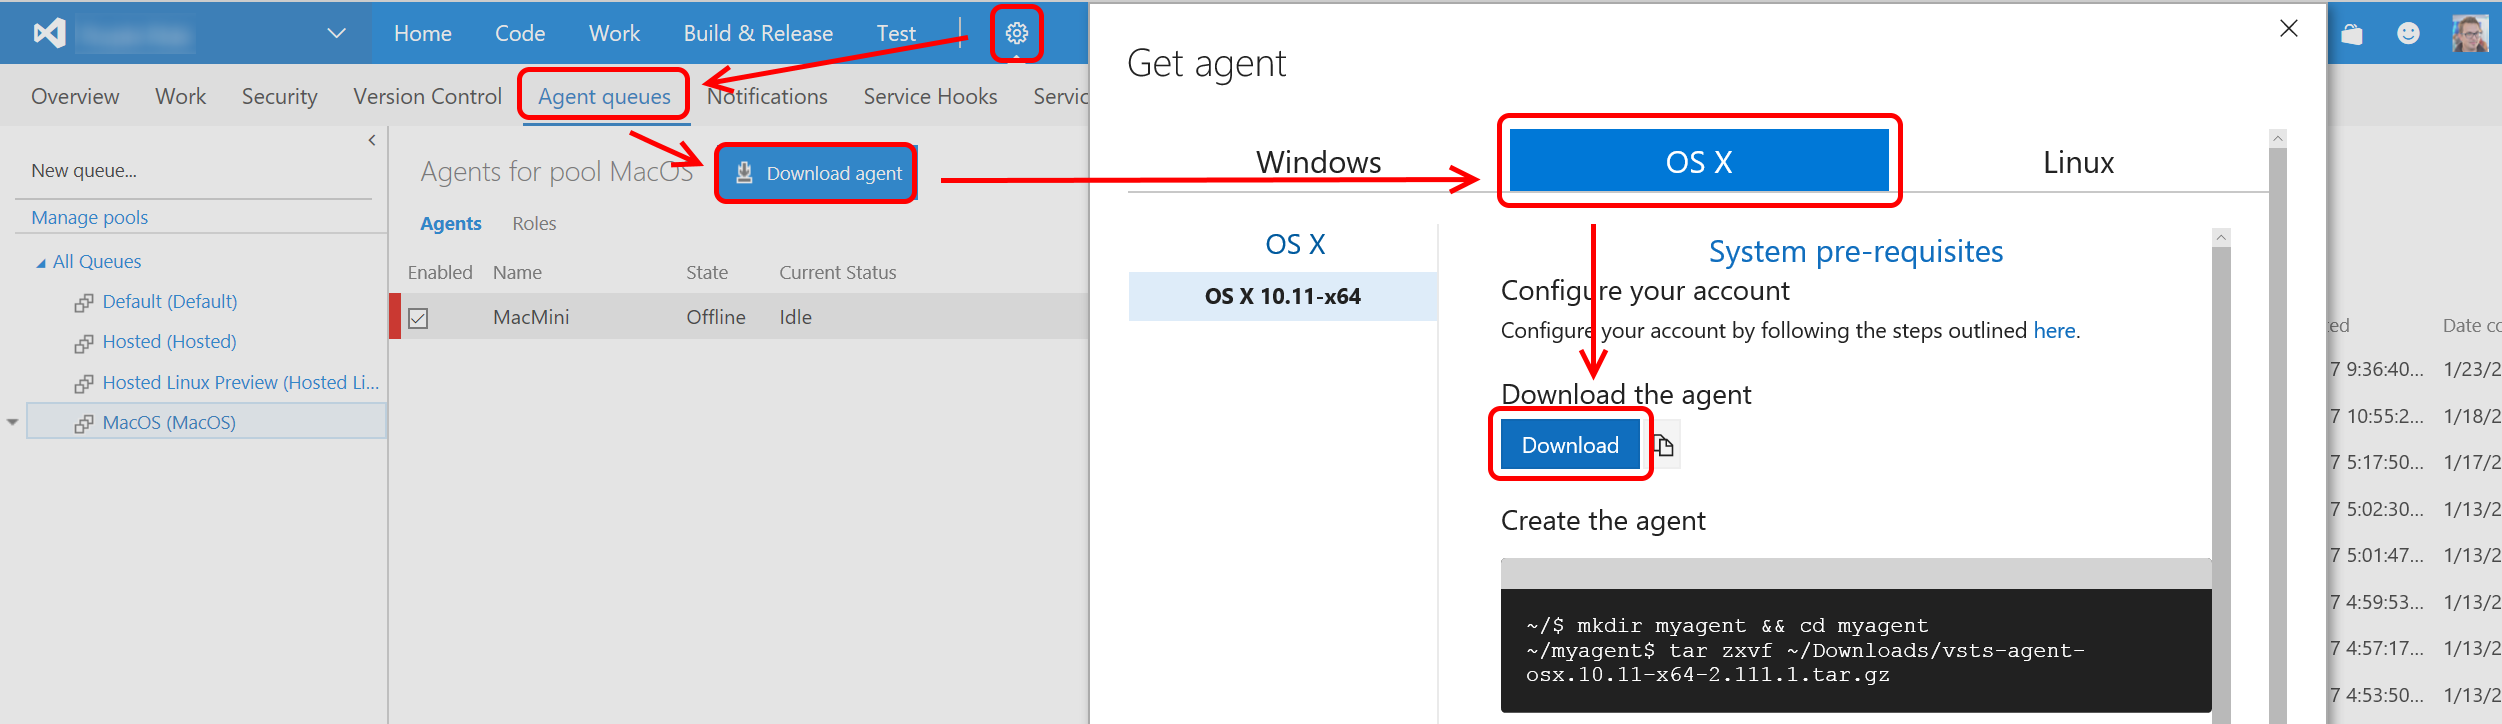 Home Code Work Build & Release Test
Overview Work Security Version Control Agent queues Notifications Service Hooks Servic
New queue...
Manage pools
All Queues
Default (Default)
Hosted (Hosted)
Hosted Linux Preview (Hosted Li...
MacOS (MacOS)
Agents for pool MacOS
Download agent
Agents Roles
Enabled Name State Current Status
MacMini Offline Idle
Get agent
Windows OS X Linux
OS X
OS X 10.11-x64
System pre-requisites
Configure your account
Configure your account by following the steps outlined here.
Download the agent
Download
Create the agent
~/$ mkdir myagent && cd myagent
~/myagent$ tar zxvf ~/Downloads/vsts-agent-
osx.10.11-x64-2.111.1.tar.gz
ed Date co
7 9:36:40... 1/23/2
7 10:55:2... 1/18/2
7 5:17:50... 1/17/2
7 5:02:30... 1/13/2
7 5:01:47... 1/13/2
7 4:59:53... 1/13/2
7 4:57:17... 1/13/2
7 4:53:50... 1/13/2